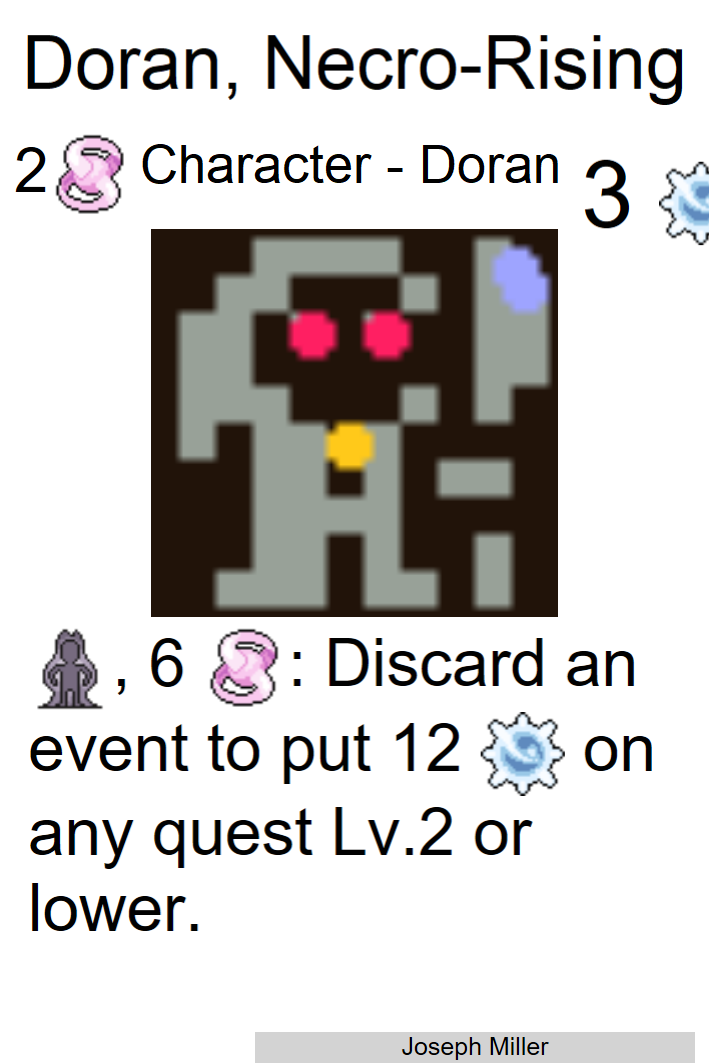 Doran, Necro-Rising
2 Character - Doran 3
, 6 : Discard an
event to put 12 on
any quest Lv.2 or
lower.
Joseph Miller